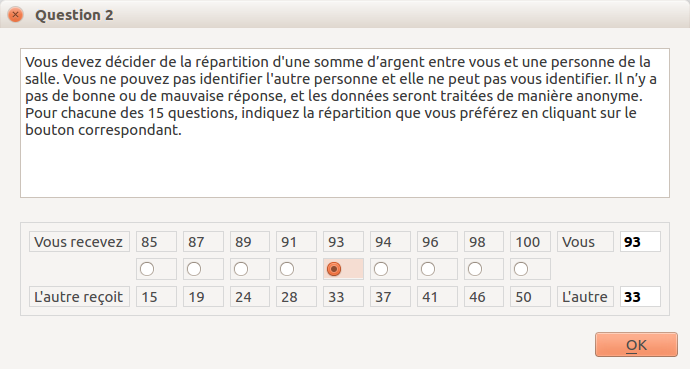 Question 2
Vous devez décider de la répartition d'une somme d’argent entre vous et une personne de la
salle. Vous ne pouvez pas identifier l'autre personne et elle ne peut pas vous identifier. Il n’y a
pas de bonne ou de mauvaise réponse, et les données seront traitées de manière anonyme.
Pour chacune des 15 questions, indiquez la répartition que vous préférez en cliquant sur le
bouton correspondant.
Vous recevez 85 87 89 91 93 94 96 98 100 Vous 93
L'autre reçoit 15 19 24 28 33 37 41 46 50 L'autre 33
OK